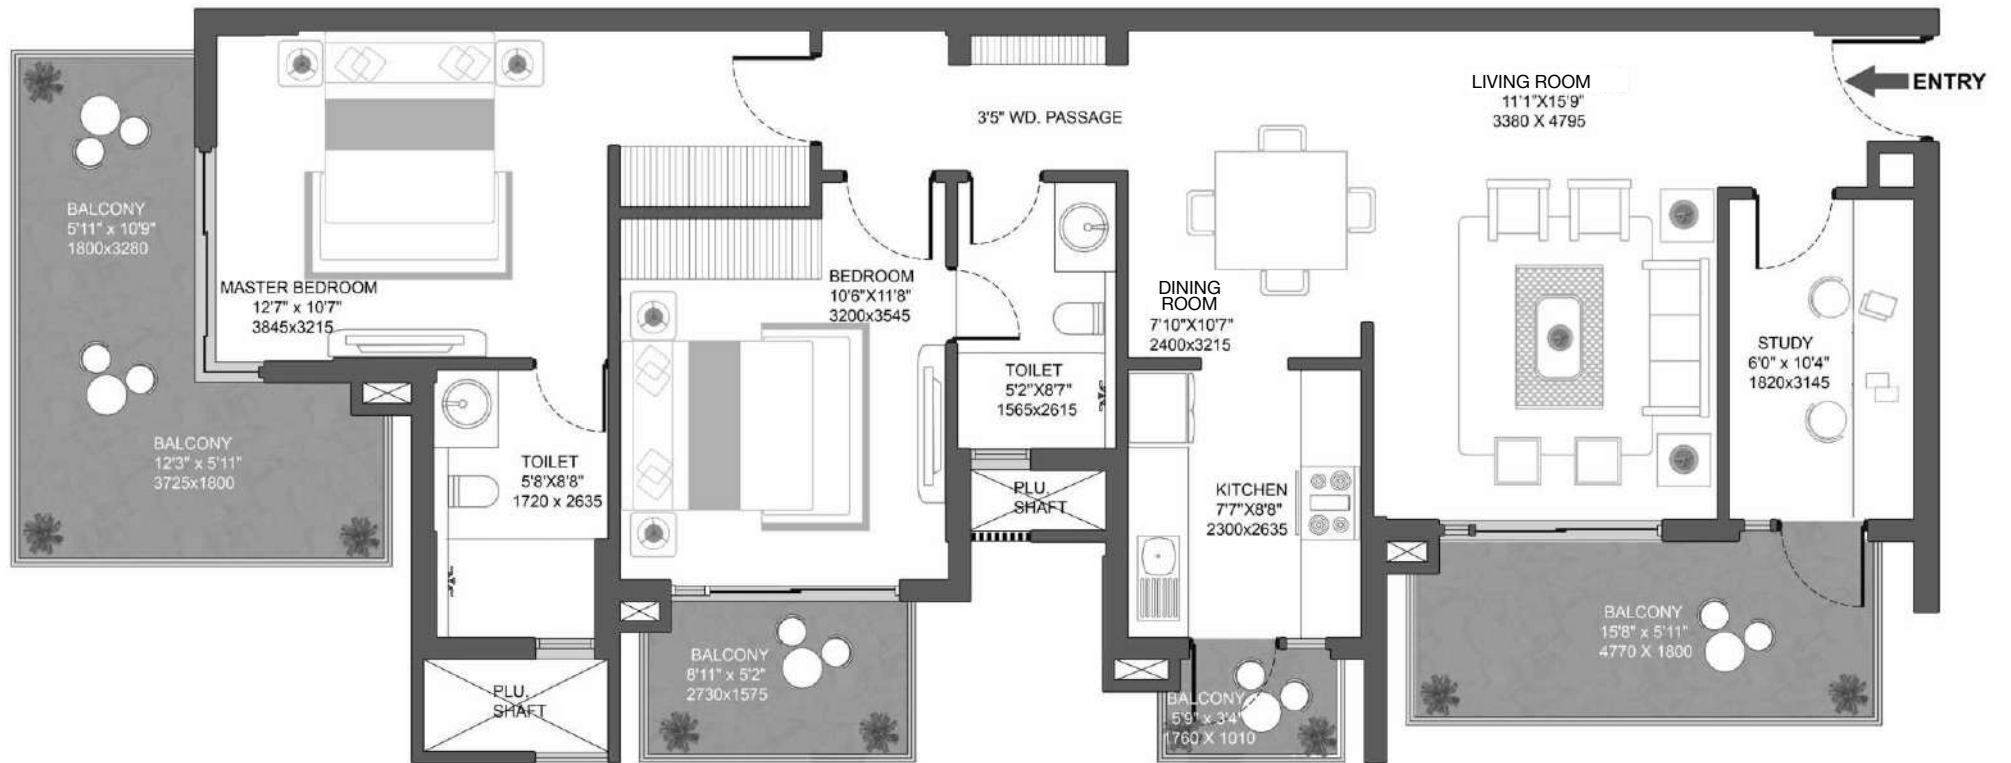 LIVING ROOM
11'1"X15'9"
3380 X 4795
ENTRY
3'5" WD. PASSAGE
BALCONY
5'11" x 10'9"
1800x3280
MASTER BEDROOM
12'7" x 10'7"
3845x3215
BEDROOM
10'6"X11'8"
3200x3545
DINING
ROOM
7'10"X10'7"
2400x3215
STUDY
6'0" x 10'4"
1820x3145
TOILET
5'2"X8'7"
1565x2615
BALCONY
12'3" x 5'11"
3725x1800
TOILET
5'8'X8'8"
1720 x 2635
PLU.
SHAFT
KITCHEN
7'7"X8'8"
2300x2635
BALCONY
15'8" x 5'11"
4770 X 1800
BALCONY
8'11" x 5'2"
2730x1575
PLU.
SHAFT
BALCONY
5'9" x 3'4"
1760 X 1010